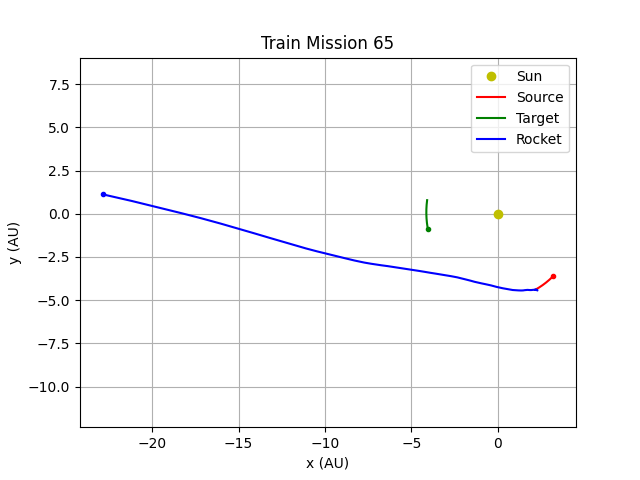 Train Mission 65
Sun
Source
Target
Rocket
7.5
5.0
2.5
0.0
−2.5
−5.0
−7.5
−10.0
y (AU)
−20
−15
−10
−5
0
x (AU)